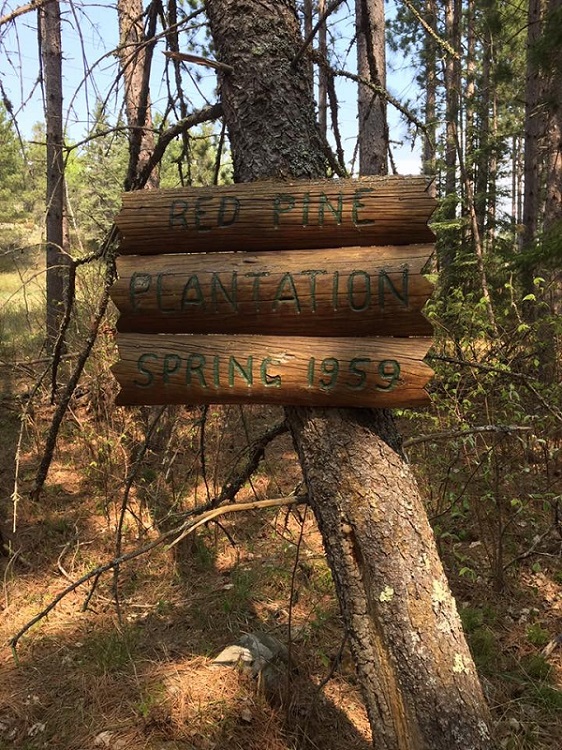 RED PINE
PLANTATION
SPRING 1959